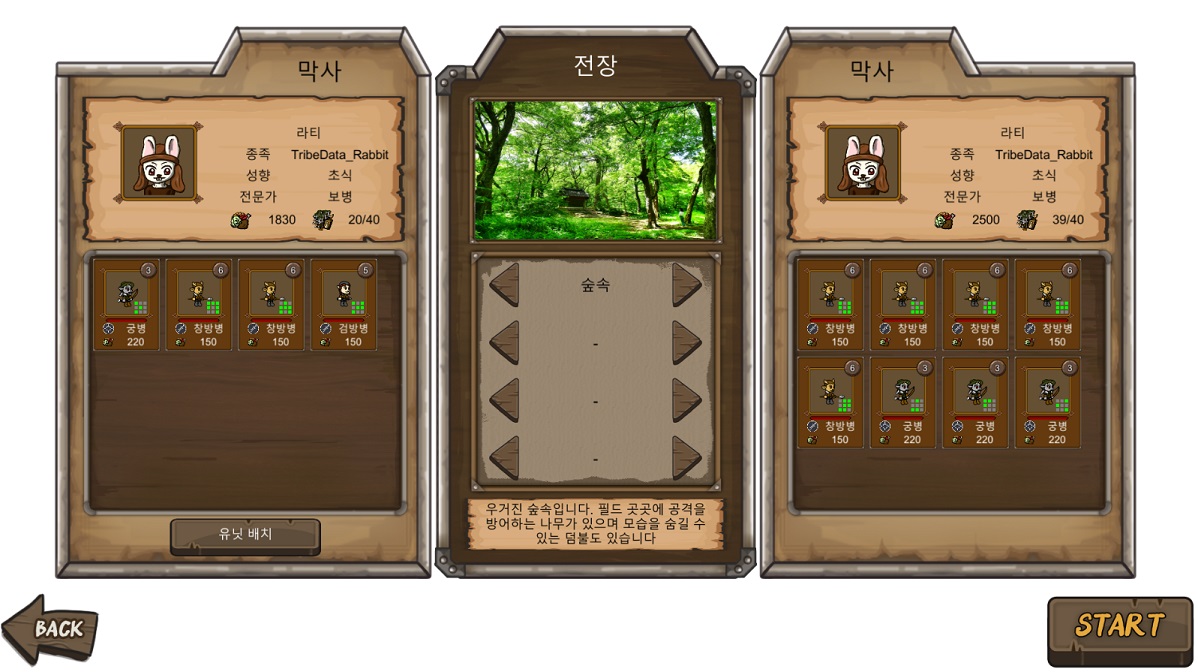 막사
라티
종족 TribeData_Rabbit
성향 초식
전문가 보병
1830 20/40
3 6 6 5
궁병 창방병 창방병 검방병
220 150 150 150
유닛 배치
전장
숲속
-
-
-
우거진 숲속입니다. 필드 곳곳에 공격을
방어하는 나무가 있으며 모습을 숨길 수
있는 덤불도 있습니다
막사
라티
종족 TribeData_Rabbit
성향 초식
전문가 보병
2500 39/40
6 6 6 6
창방병 창방병 창방병 창방병
150 150 150 150
6 3 3 3
창방병 궁병 궁병 궁병
150 220 220 220
BACK
START